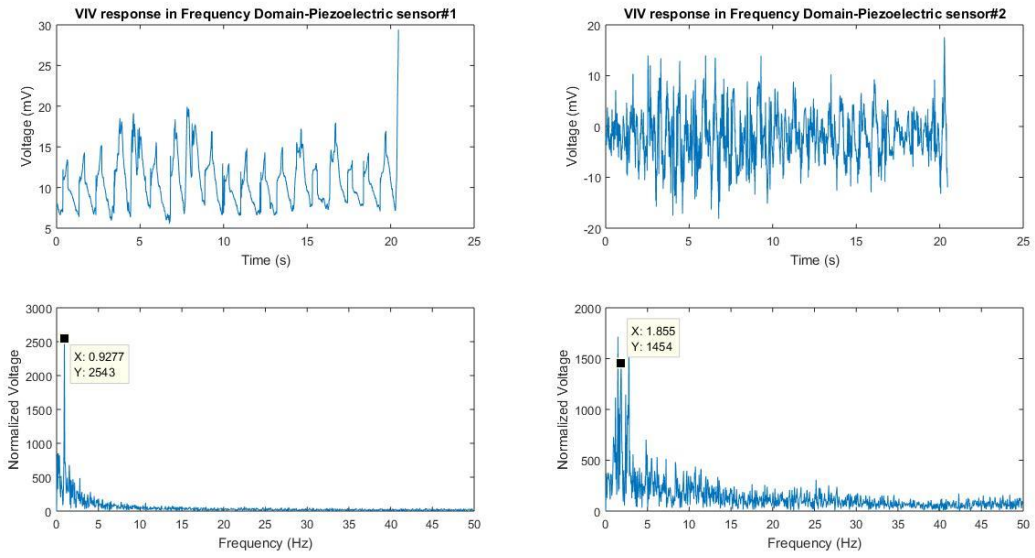 VIV response in Frequency Domain-Piezoelectric sensor#1
30
25
20
15
10
5
Voltage (mV)
0 5 10 15 20 25
Time (s)
VIV response in Frequency Domain-Piezoelectric sensor#2
20
10
0
-10
-20
Voltage (mV)
0 5 10 15 20 25
Time (s)
3000
2500
2000
1500
1000
500
0
Normalized Voltage
X: 0.9277
Y: 2543
0 5 10 15 20 25 30 35 40 45 50
Frequency (Hz)
2000
1500
1000
500
0
Normalized Voltage
X: 1.855
Y: 1454
0 5 10 15 20 25 30 35 40 45 50
Frequency (Hz)